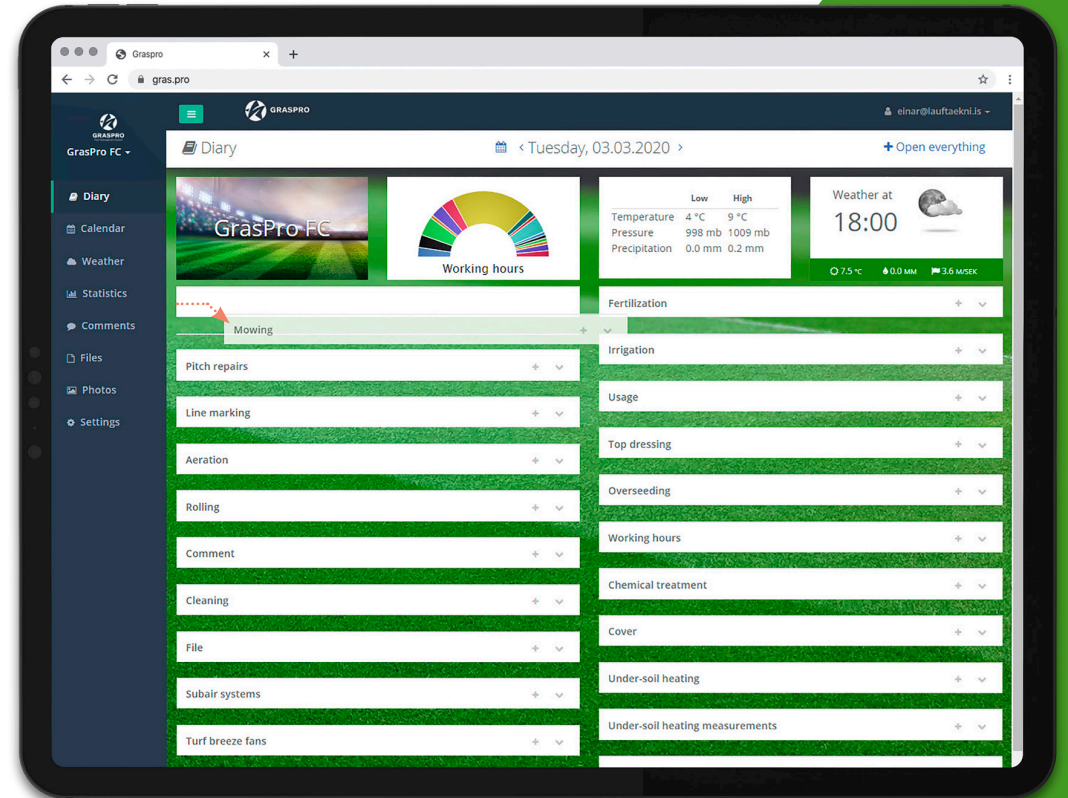 Graspro
gras.pro
GRASPRO
GrasPro FC
Diary
Calendar
Weather
Statistics
Comments
Files
Photos
Settings
GRASPRO
einar@lauftaekni.is
Diary
Tuesday, 03.03.2020
Open everything
GrasPro FC
Working hours
Low High
Temperature 4 °C 9 °C
Pressure 998 mb 1009 mb
Precipitation 0.0 mm 0.2 mm
Weather at
18:00
7.5 °C 0.0 MM 3.6 M/SEK
Mowing
Pitch repairs
Line marking
Aeration
Rolling
Comment
Cleaning
File
Subair systems
Turf breeze fans
Fertilization
Irrigation
Usage
Top dressing
Overseeding
Working hours
Chemical treatment
Cover
Under-soil heating
Under-soil heating measurements